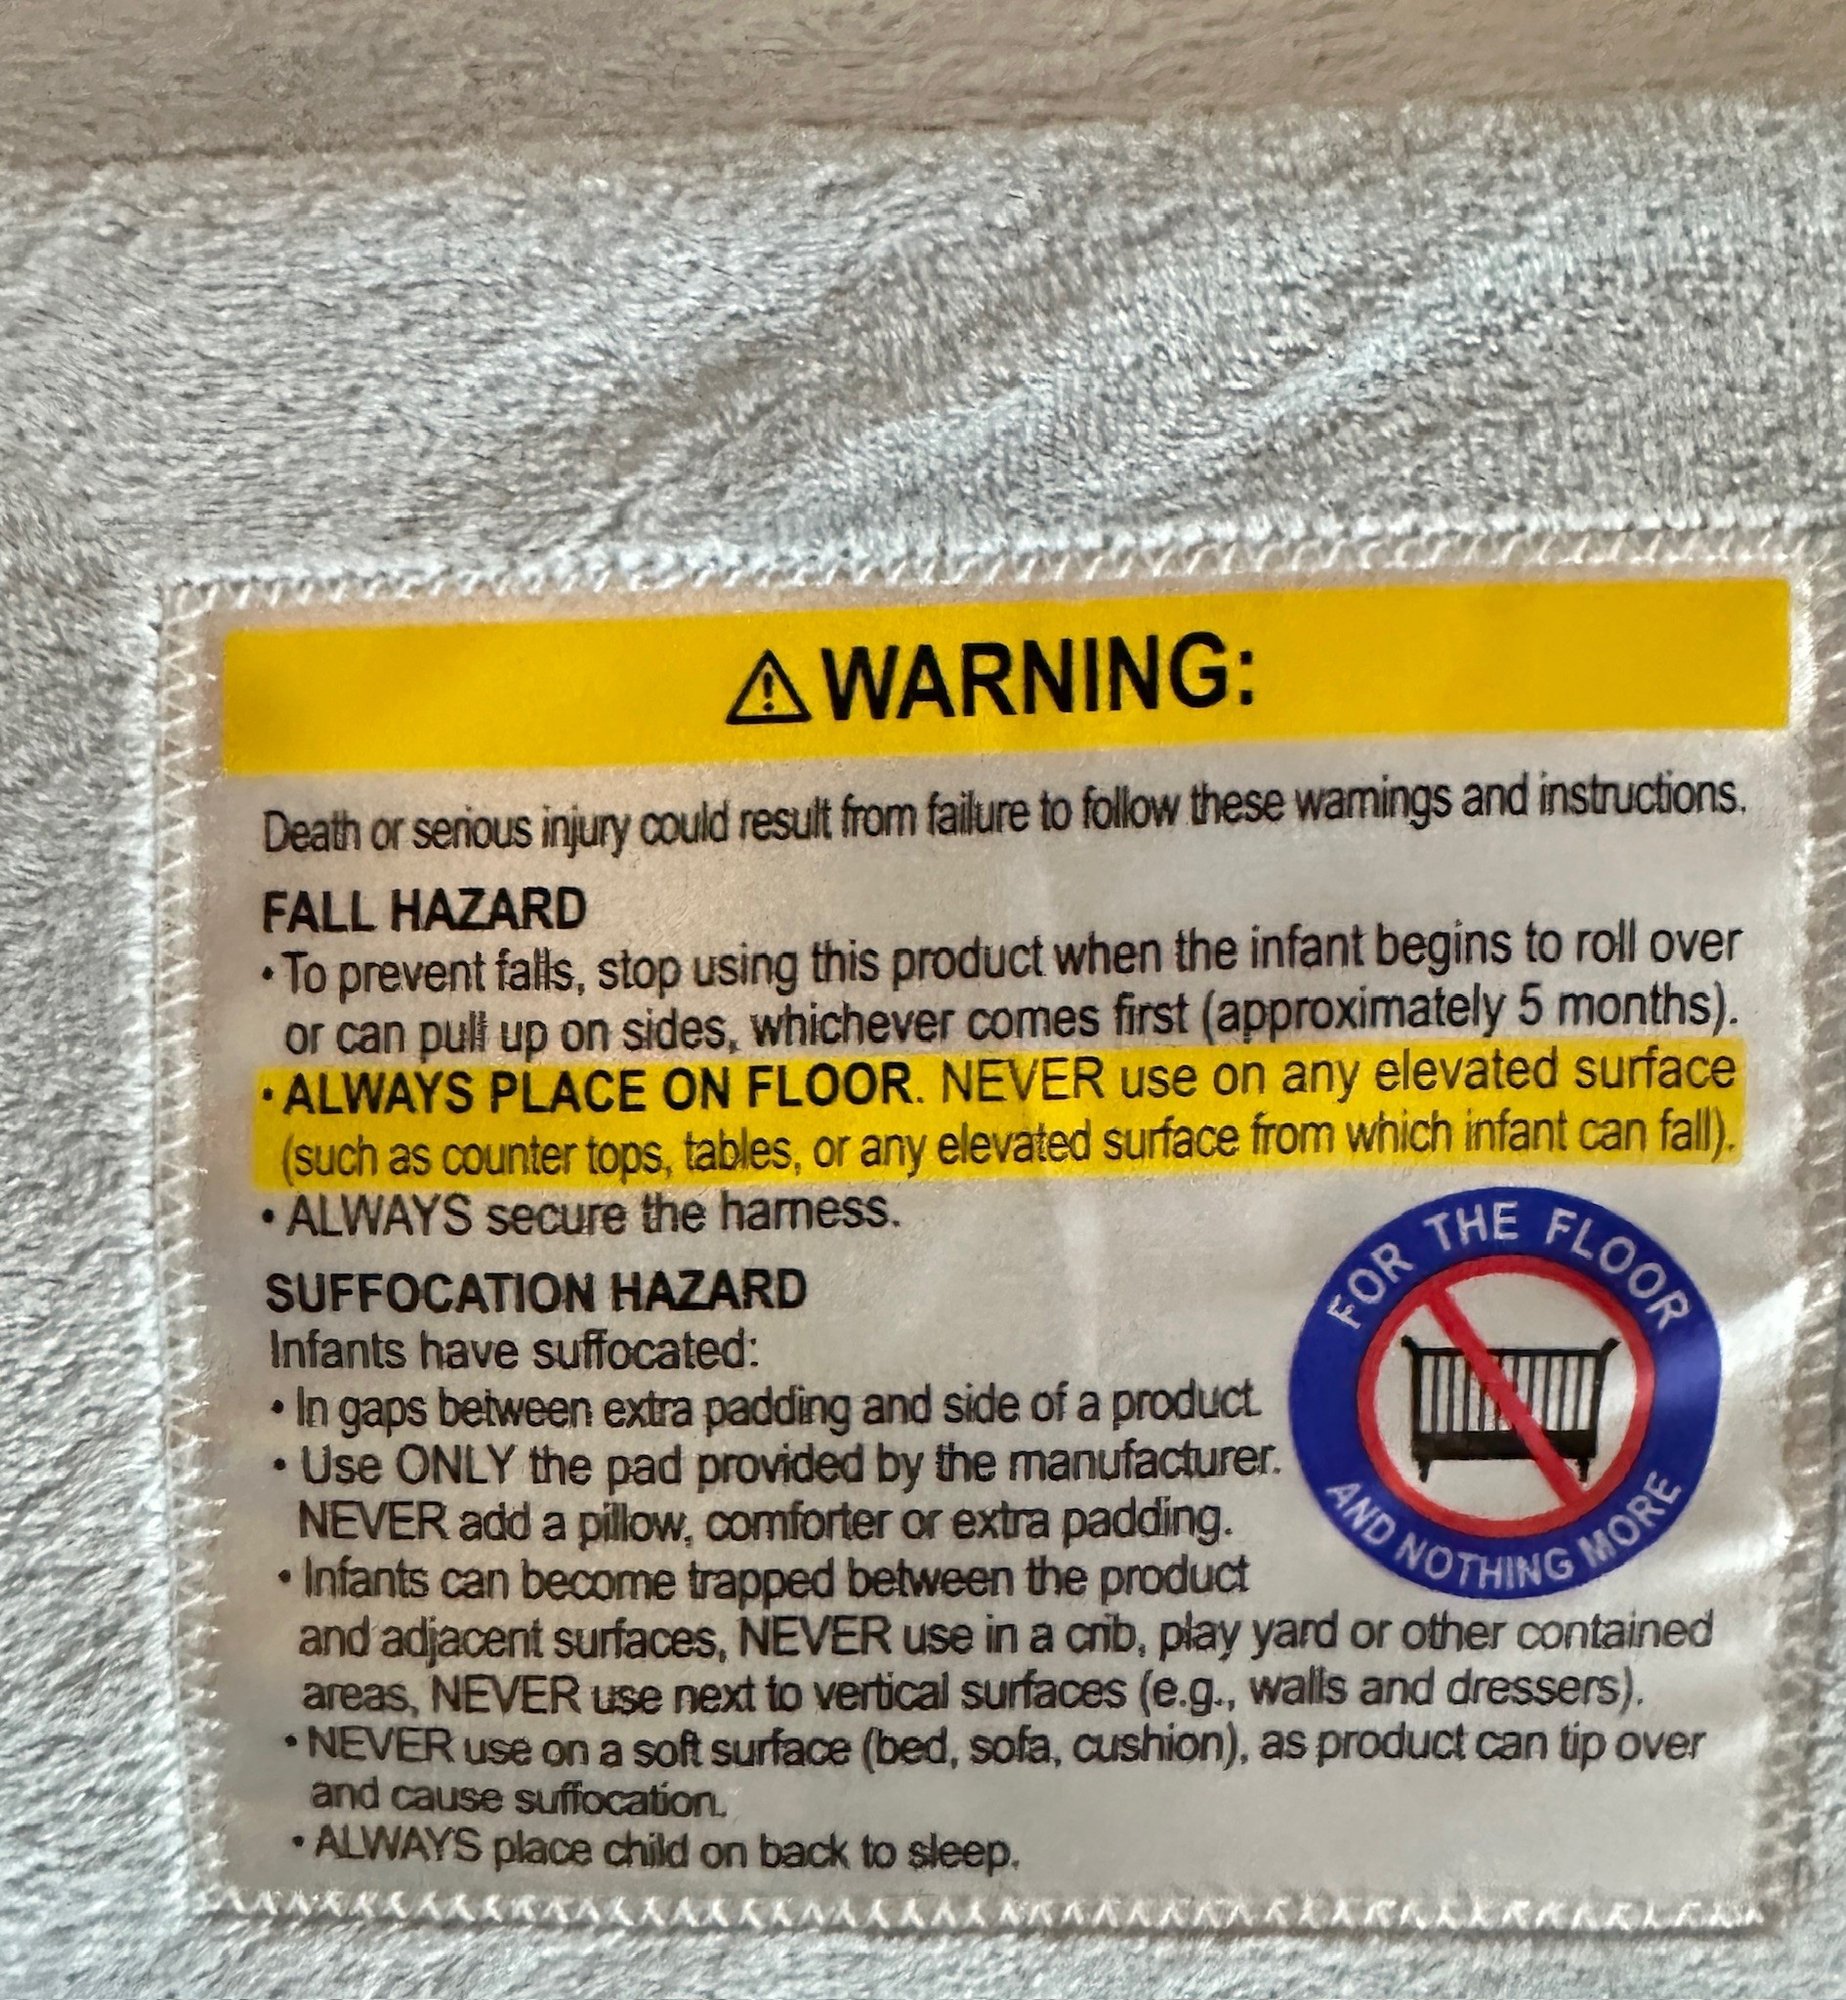 ⚠WARNING:
Death or serious injury could result from failure to follow these warnings and instructions.
FALL HAZARD
• To prevent falls, stop using this product when the infant begins to roll over
or can pull up on sides, whichever comes first (approximately 5 months).
• ALWAYS PLACE ON FLOOR. NEVER use on any elevated surface
(such as counter tops, tables, or any elevated surface from which infant can fall).
• ALWAYS secure the harness.
SUFFOCATION HAZARD
Infants have suffocated:
• In gaps between extra padding and side of a product.
• Use ONLY the pad provided by the manufacturer.
NEVER add a pillow, comforter or extra padding.
• Infants can become trapped between the product
and adjacent surfaces, NEVER use in a crib, play yard or other contained
areas, NEVER use next to vertical surfaces (e.g., walls and dressers).
• NEVER use on a soft surface (bed, sofa, cushion), as product can tip over
and cause suffocation.
• ALWAYS place child on back to sleep.
FOR THE FLOOR
AND NOTHING MORE